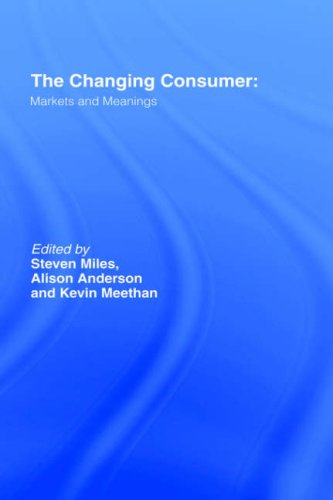 The Changing Consumer:
Markets and Meanings
Edited by
Steven Miles,
Alison Anderson
and Kevin Meethan